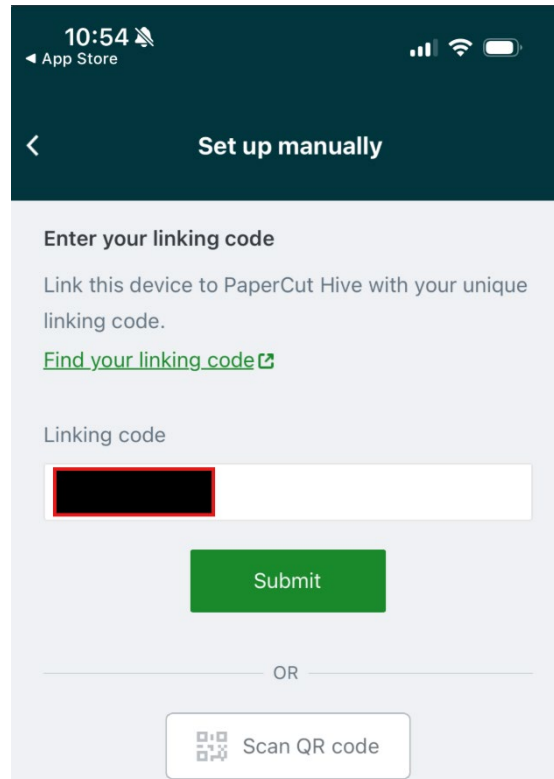 10:54
◀ App Store
Set up manually
Enter your linking code
Link this device to PaperCut Hive with your unique
linking code.
Find your linking code
Linking code
Submit
OR
Scan QR code